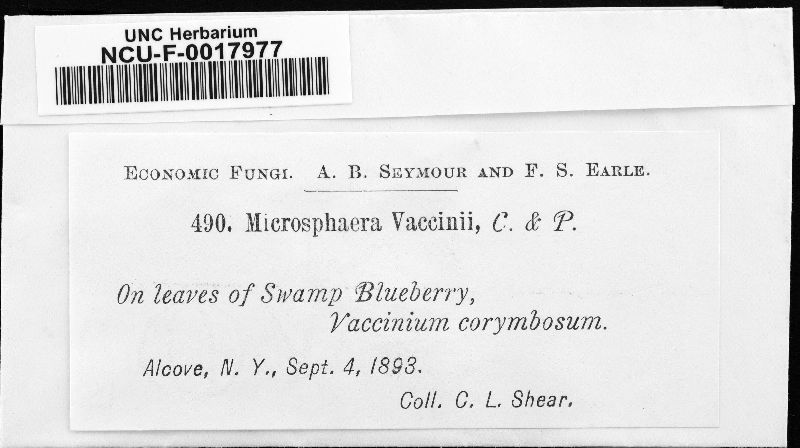 UNC Herbarium
NCU-F-0017977
Economic Fungi. A. B. Seymour and F. S. Earle.
490. Microsphaera Vaccinii, C. & P.
On leaves of Swamp Blueberry,
Vaccinium corymbosum.
Alcove, N. Y., Sept. 4, 1893.
Coll. C. L. Shear.